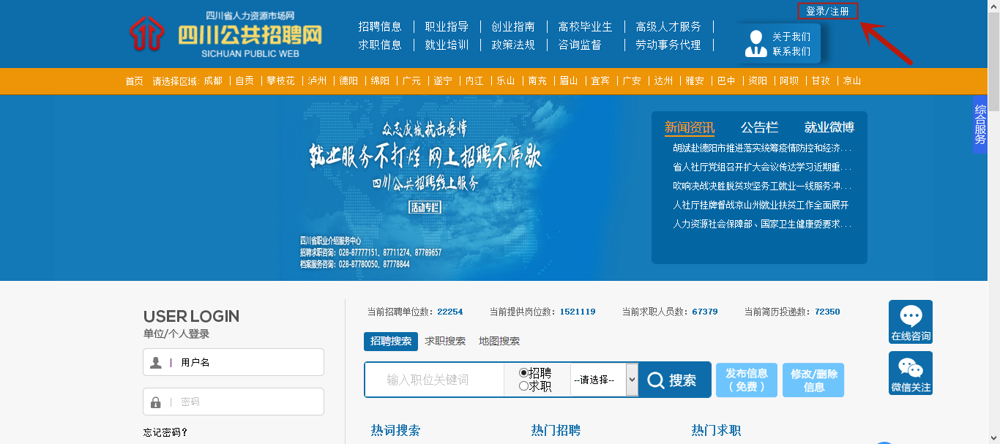 四川省人力资源市场网
四川公共招聘网
SICHUAN PUBLIC WEB
招聘信息 职业指导 创业指南 高校毕业生 高级人才服务
求职信息 就业培训 政策法规 咨询监督 劳动事务代理
登录/注册
关于我们
联系我们
首页 请选择区域: 成都 | 自贡 | 攀枝花 | 泸州 | 德阳 | 绵阳 | 广元 | 遂宁 | 内江 | 乐山 | 南充 | 眉山 | 宜宾 | 广安 | 达州 | 雅安 | 巴中 | 资阳 | 阿坝 | 甘孜 | 凉山
综合服务
众志成城抗击疫情
就业服务不打烊 网上招聘不停歇
四川公共招聘线上服务
活动专栏
四川省职业介绍服务中心
招聘求职咨询: 028-87777151、87711274、87789657
档案服务咨询: 028-87780050、87778844
新闻资讯 公告栏 就业微博
胡斌赴德阳市推进落实统筹疫情防控和经济...
省人社厅党组召开扩大会议传达学习近期重...
吹响决战决胜脱贫攻坚务工就业一线服务冲...
人社厅挂牌督战凉山州就业扶贫工作全面展开
人力资源社会保障部、国家卫生健康委要求...
USER LOGIN
单位/个人登录
用户名
密码
忘记密码?
当前招聘单位数: 22254 当前提供岗位数: 1521119 当前求职人员数: 67379 当前简历投递数: 72350
招聘搜索 求职搜索 地图搜索
输入职位关键词
招聘
求职
--请选择--
搜索
发布信息
(免费)
修改/删除
信息
热词搜索 热门招聘 热门求职
在线咨询
微信关注